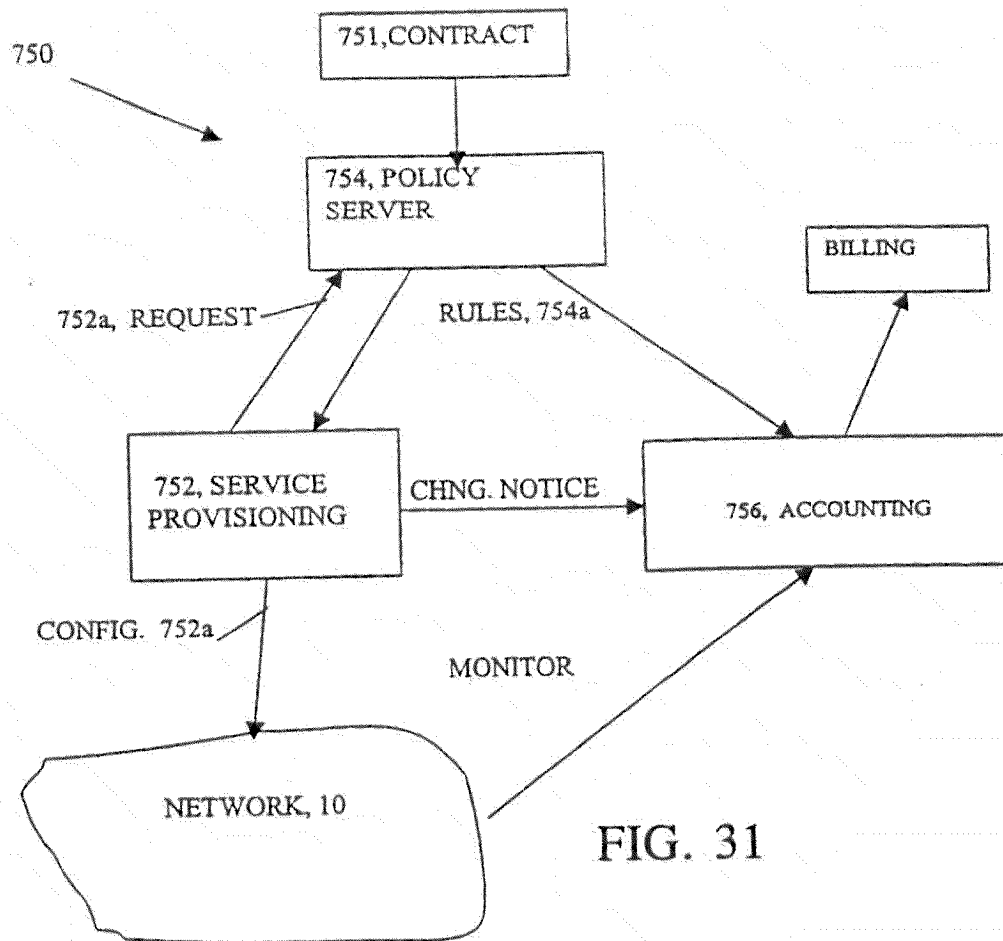 751,CONTRACT
750
754, POLICY
SERVER
BILLING
752a, REQUEST
RULES, 754a
752, SERVICE
PROVISIONING
CHNG. NOTICE
756, ACCOUNTING
CONFIG. 752a
MONITOR
NETWORK, 10
FIG. 31